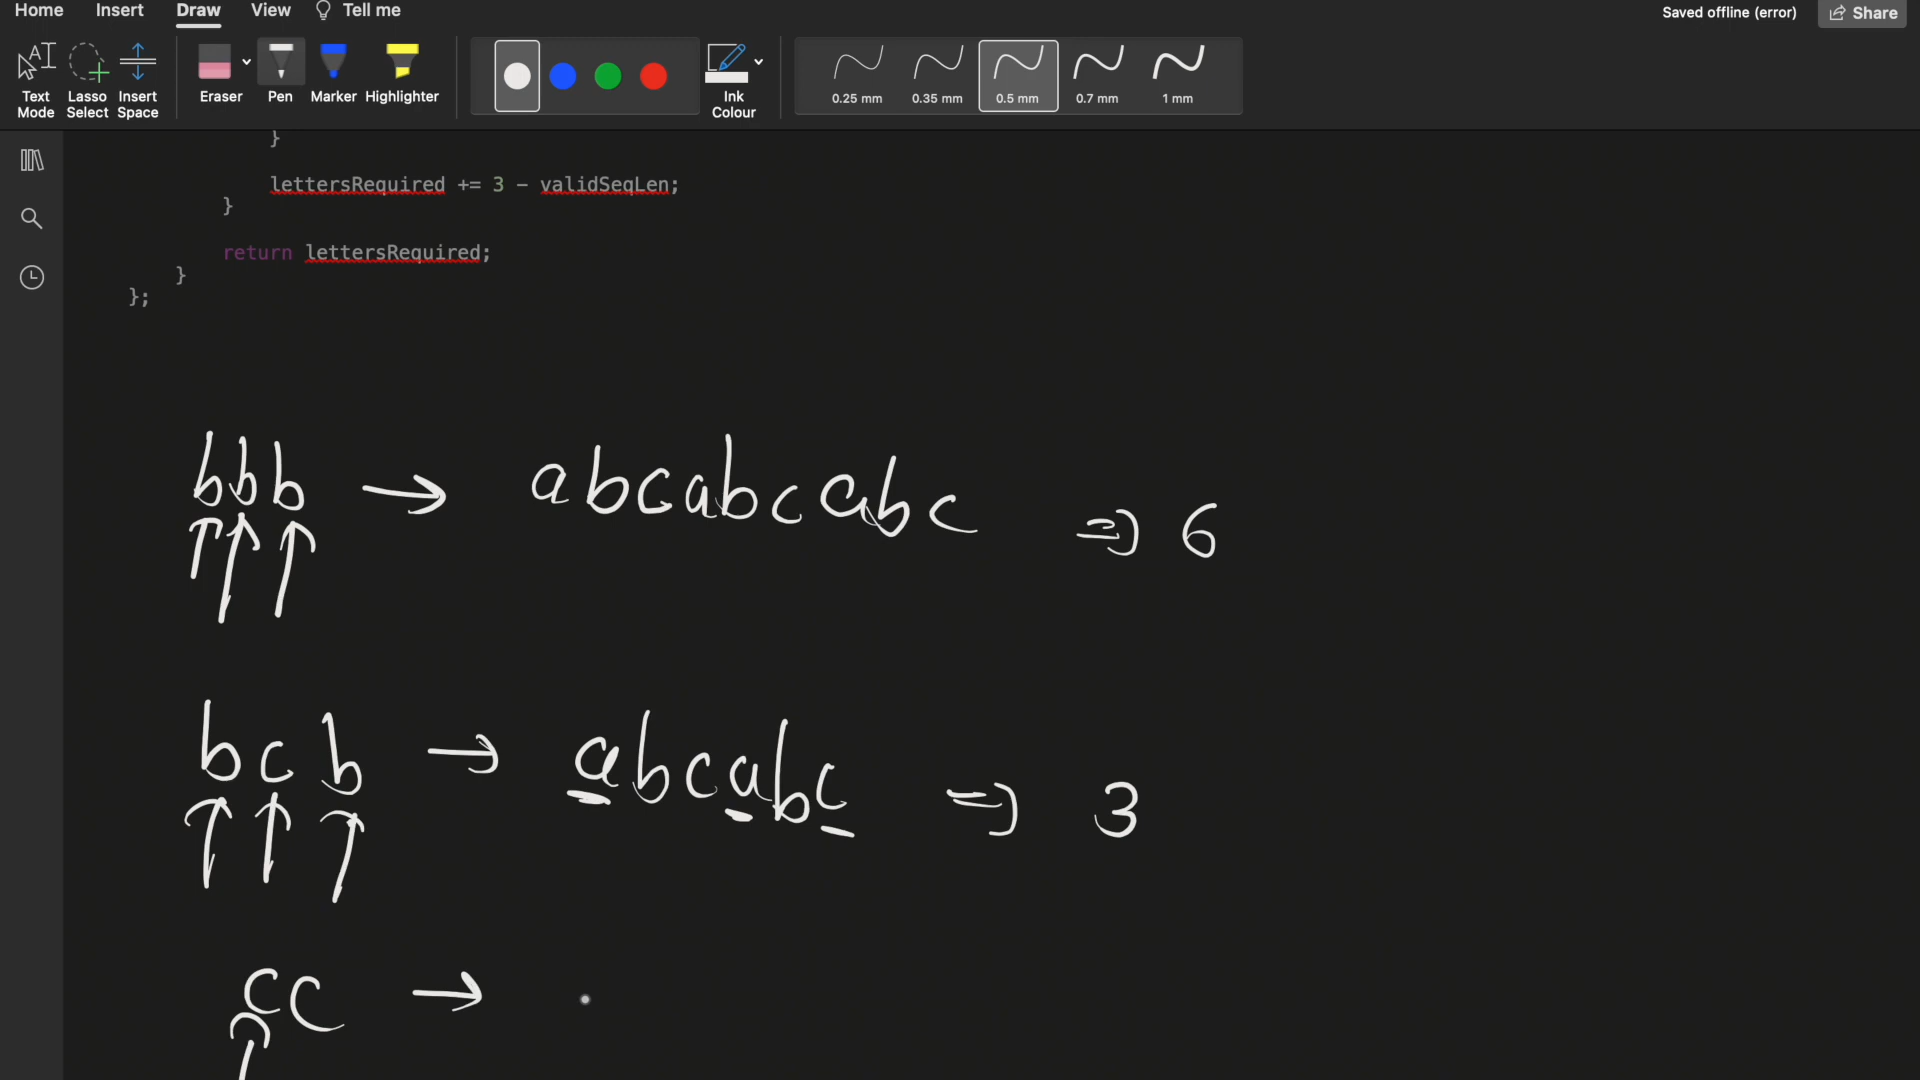 Home Insert Draw View Tell me Saved offline (error) Share
Text Mode Lasso Select Insert Space Eraser Pen Marker Highlighter Ink Colour 0.25 mm 0.35 mm 0.5 mm 0.7 mm 1 mm
}
lettersRequired += 3 - validSeqLen;
}
return lettersRequired;
}
};
bbb → abcabcabc => 6
bcb → abcabc => 3
cc →